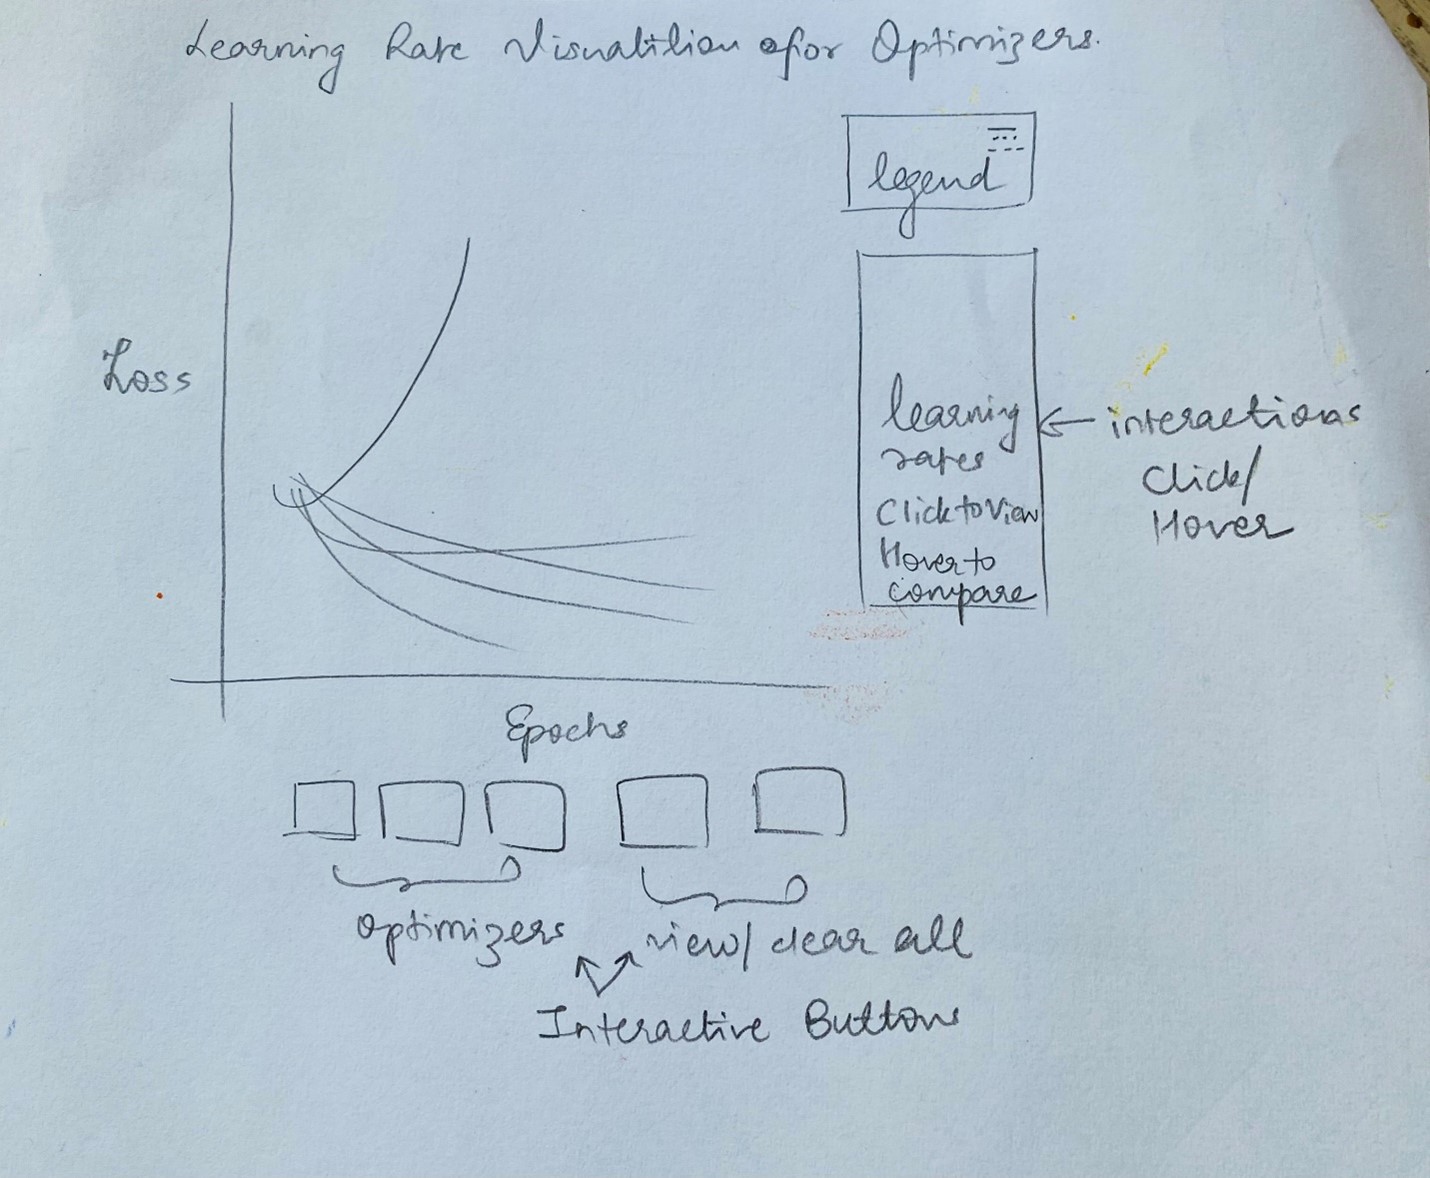 Learning Rate Visualition for Optimizers.
legend
Loss
learning
rates
Click to View
Hover to
compare
← interactions
Click/
Hover
Epochs
optimizers
view/ clear all
Interactive Buttons